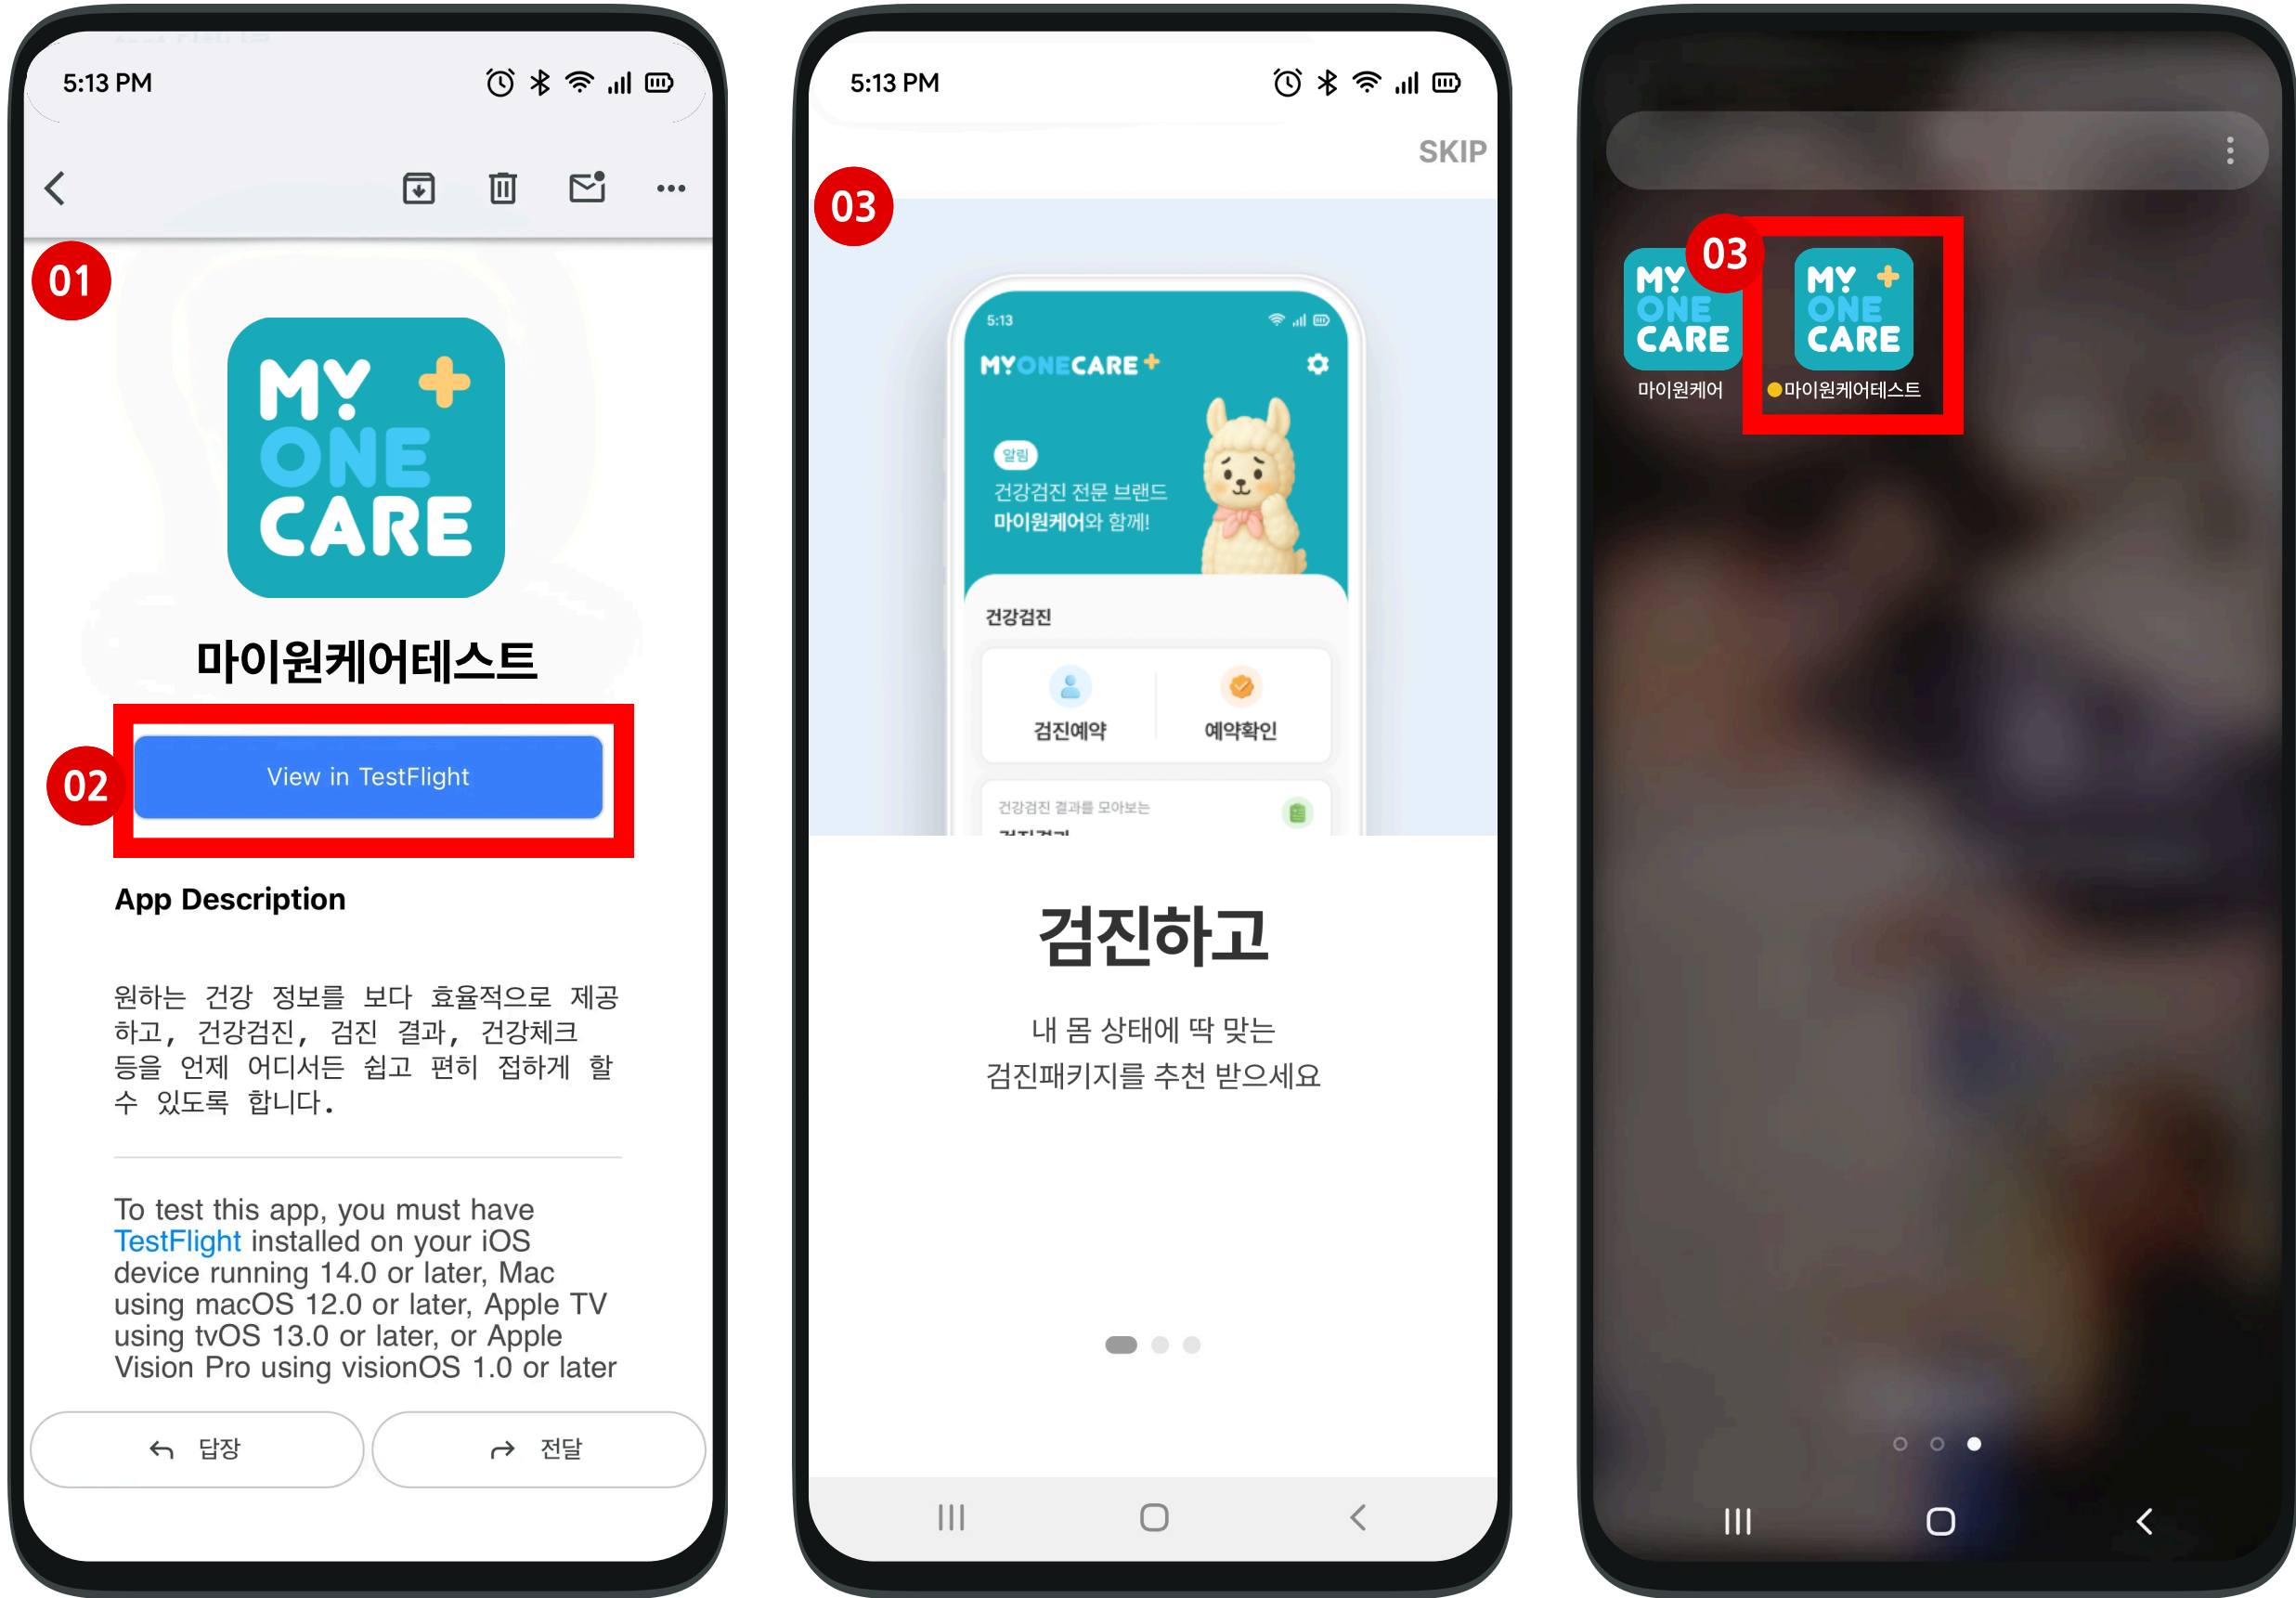 5:13 PM
01
MY
ONE
CARE
마이원케어테스트
02
View in TestFlight
App Description
원하는 건강 정보를 보다 효율적으로 제공
하고, 건강검진, 검진 결과, 건강체크
등을 언제 어디서든 쉽고 편히 접하게 할
수 있도록 합니다.
To test this app, you must have
TestFlight installed on your iOS
device running 14.0 or later, Mac
using macOS 12.0 or later, Apple TV
using tvOS 13.0 or later, or Apple
Vision Pro using visionOS 1.0 or later
답장
전달
5:13 PM
SKIP
03
5:13
MYONECARE+
알림
건강검진 전문 브랜드
마이원케어와 함께!
건강검진
검진예약
예약확인
건강검진 결과를 모아보는
검진하고
내 몸 상태에 딱 맞는
검진패키지를 추천 받으세요
03
MY
ONE
CARE
마이원케어
MY
ONE
CARE
마이원케어테스트